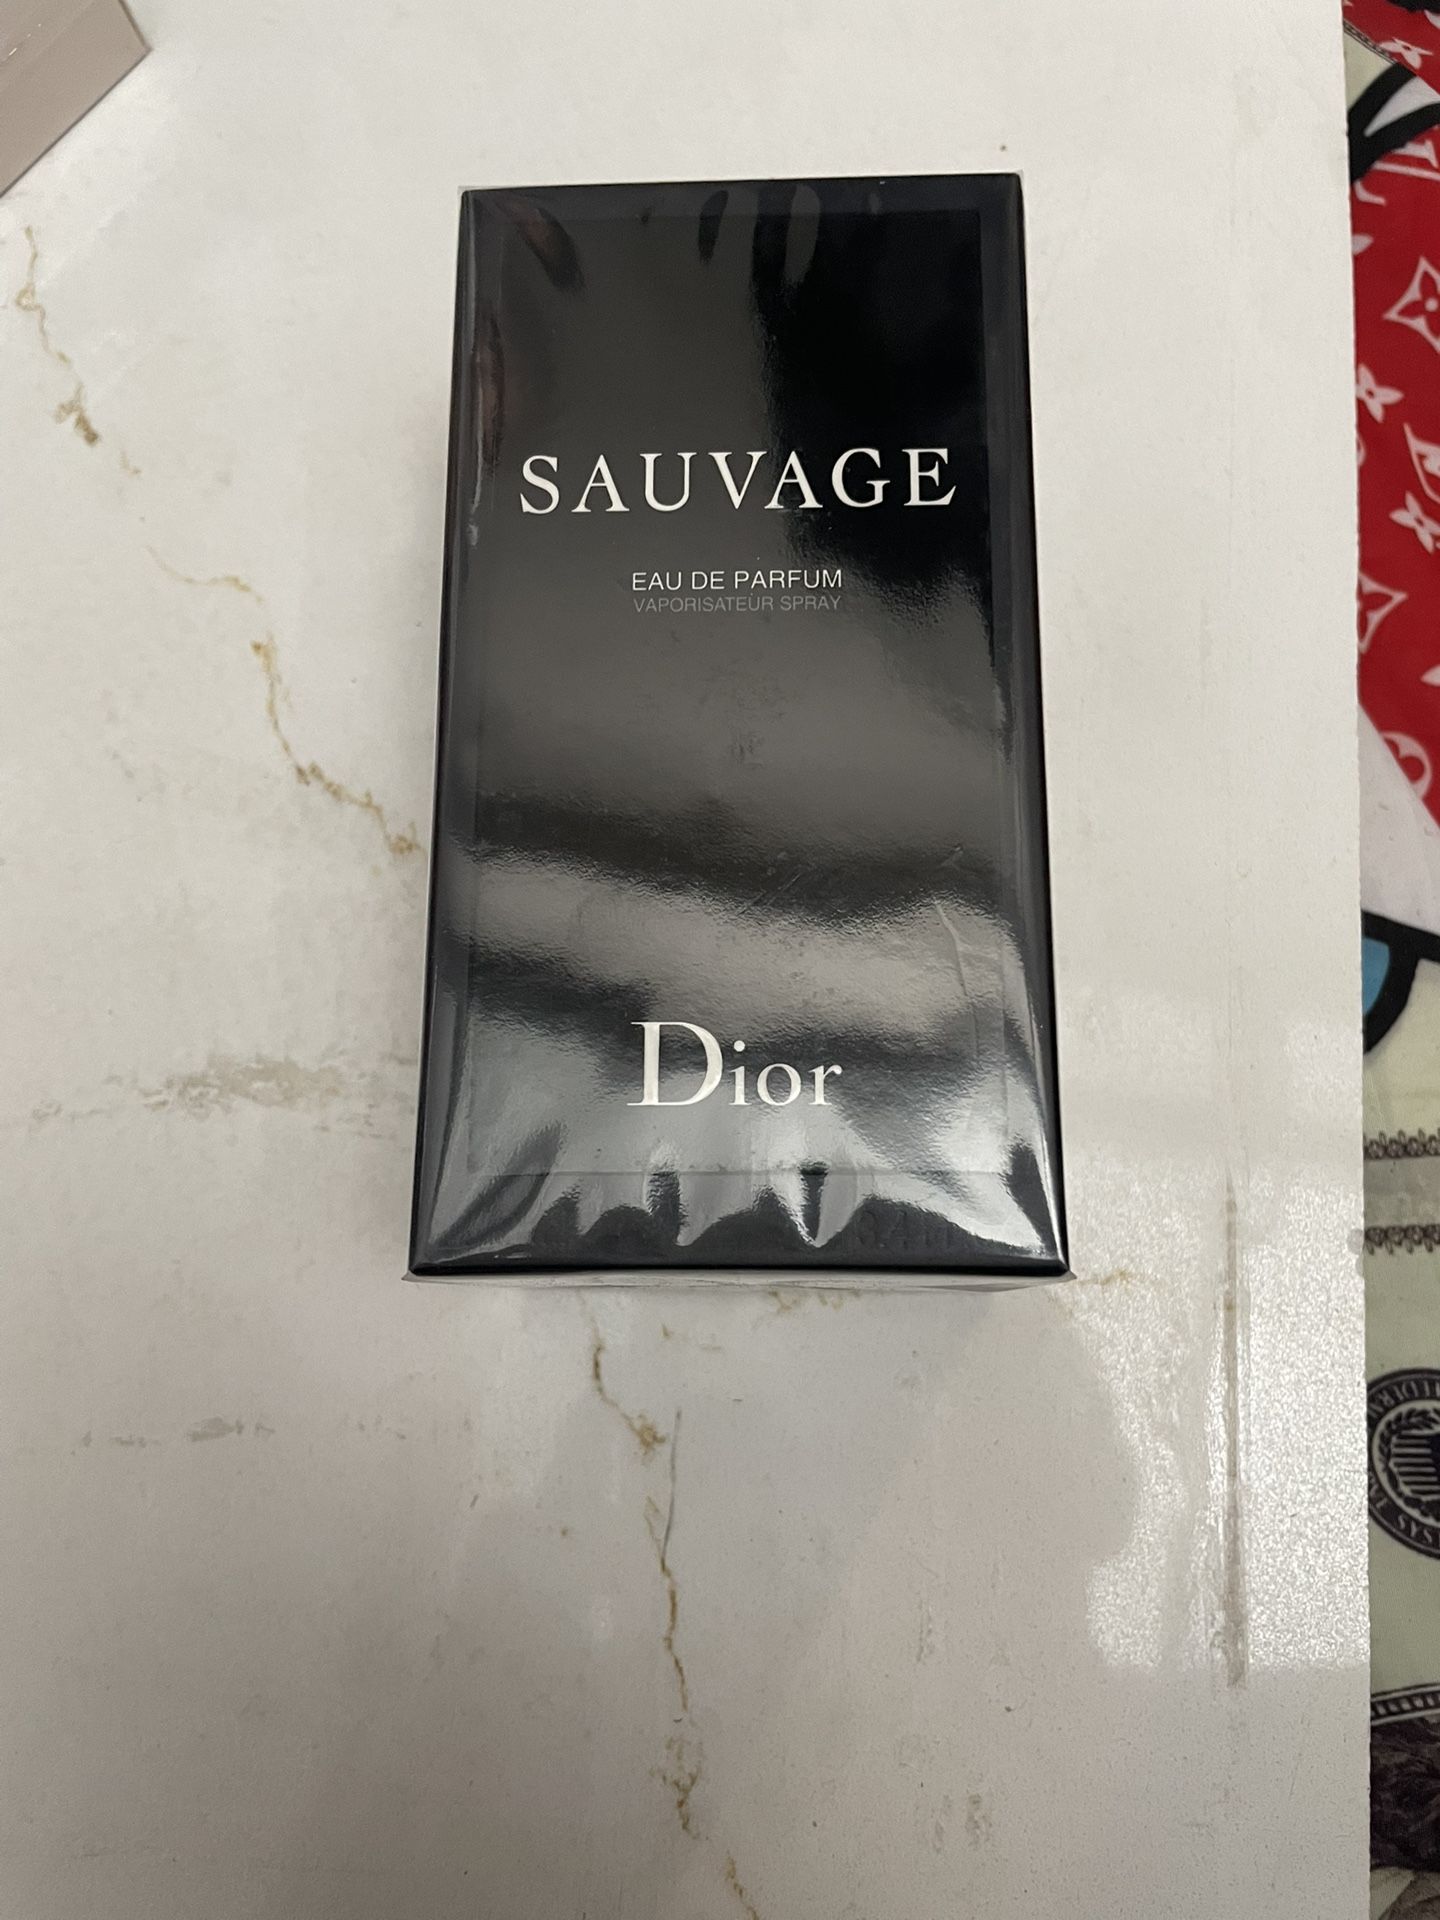 SAUVAGE
EAU DE PARFUM
VAPORISATEUR SPRAY
Dior